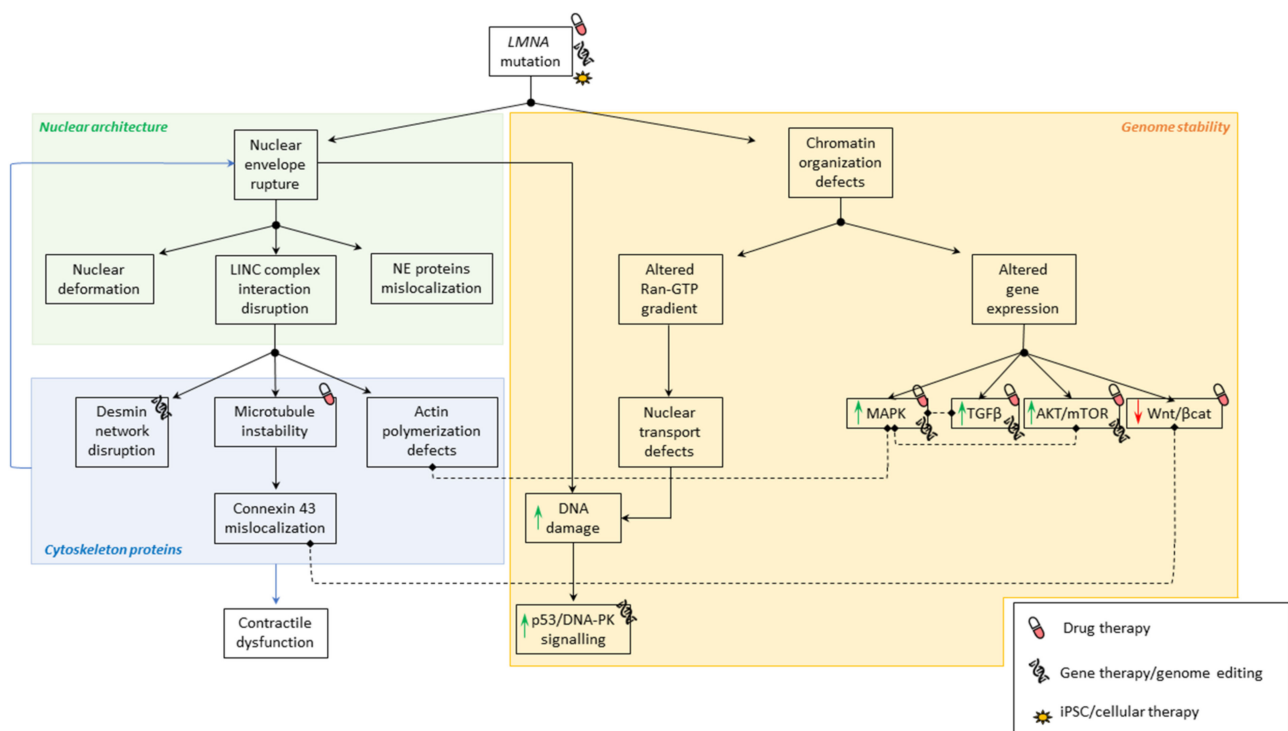 LMNA
mutation
Nuclear architecture
Genome stability
Nuclear
envelope
rupture
Chromatin
organization
defects
Nuclear
deformation
LINC complex
interaction
disruption
NE proteins
mislocalization
Altered
Ran-GTP
gradient
Altered
gene
expression
Desmin
network
disruption
Microtubule
instability
Actin
polymerization
defects
Nuclear
transport
defects
MAPK
TGFβ
AKT/mTOR
Wnt/βcat
Connexin 43
mislocalization
DNA
damage
Cytoskeleton proteins
Contractile
dysfunction
p53/DNA-PK
signalling
Drug therapy
Gene therapy/genome editing
iPSC/cellular therapy